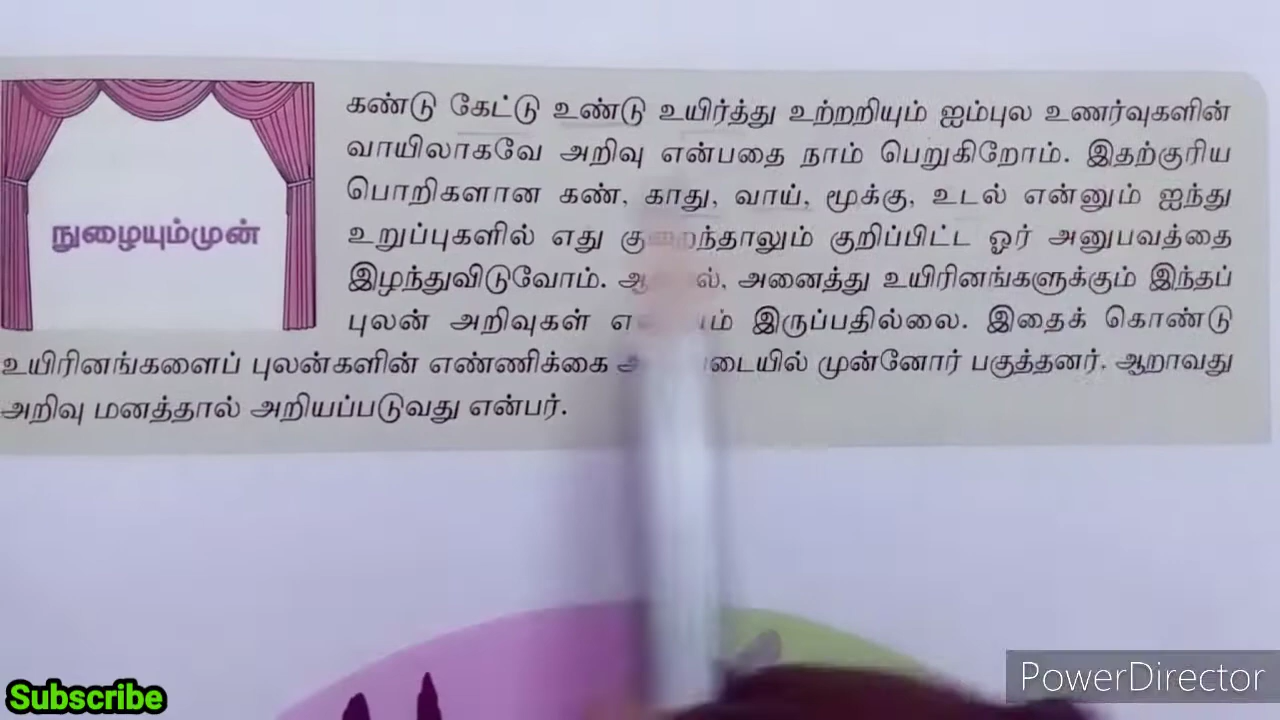 கண்டு கேட்டு உண்டு உயிர்த்து உற்றறியும் ஐம்புல உணர்வுகளின்
வாயிலாகவே அறிவு என்பதை நாம் பெறுகிறோம். இதற்குரிய
பொறிகளான கண், காது, வாய், மூக்கு, உடல் என்னும் ஐந்து
நுழையும்முன்
உறுப்புகளில் எது குறைந்தாலும் குறிப்பிட்ட ஓர் அனுபவத்தை
இழந்துவிடுவோம். அனைத்து உயிரினங்களுக்கும் இந்தப்
புலன் அறிவுகள் இருப்பதில்லை. இதைக் கொண்டு
உயிரினங்களைப் புலன்களின் எண்ணிக்கை முன்னோர் பகுத்தனர். ஆறாவது
அறிவு மனத்தால் அறியப்படுவது என்பர்.
PowerDirector
Subscribe